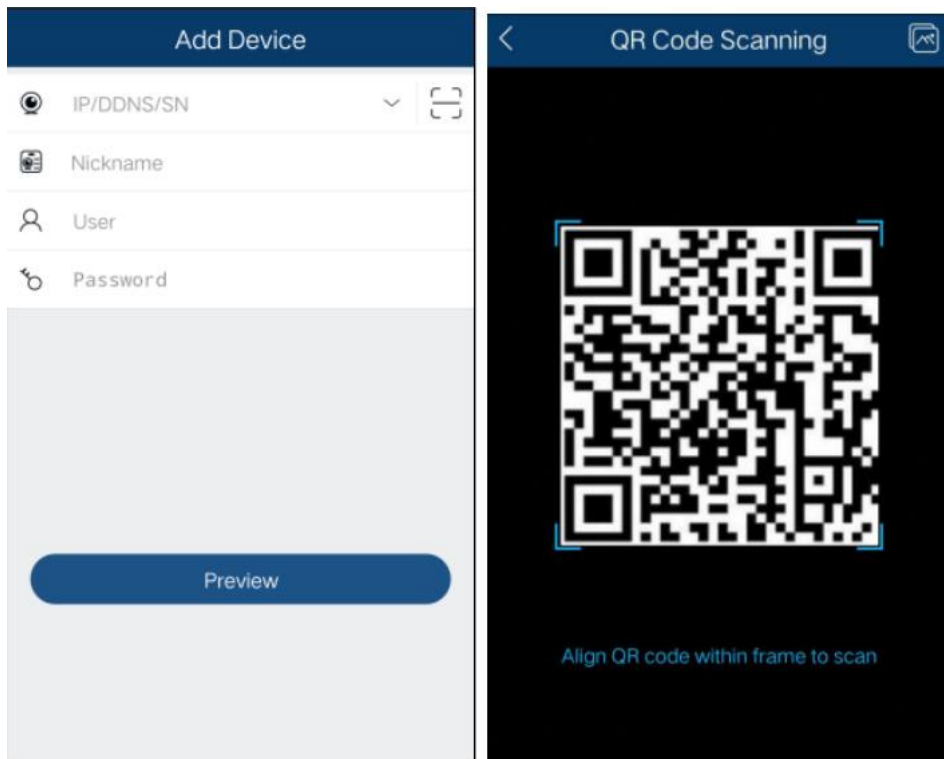 Add Device
IP/DDNS/SN
Nickname
User
Password
Preview
QR Code Scanning
Align QR code within frame to scan